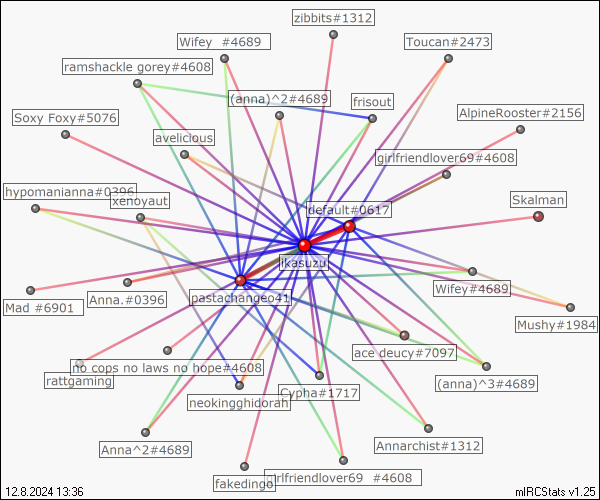 zibbits#1312
Wifey  #4689
Toucan#2473
ramshackle gorey#4608
(anna)^2#4689
frisout
AlpineRooster#2156
Soxy Foxy#5076
avelicious
girlfriendlover69#4608
hypomanianna#0396
xenoyaut
Skalman
default#0617
jkasuzu
Wifey#4689
Mad #6901
Anna.#0396
pastachangeo41
Mushy#1984
ace deucy#7097
no cops no laws no hope#4608
rattgaming
(anna)^3#4689
Cypha#1717
neokingghidorah
Anna^2#4689
Annarchist#1312
fakedingo
girlfriendlover69  #4608
12.8.2024 13:36
mIRCStats v1.25